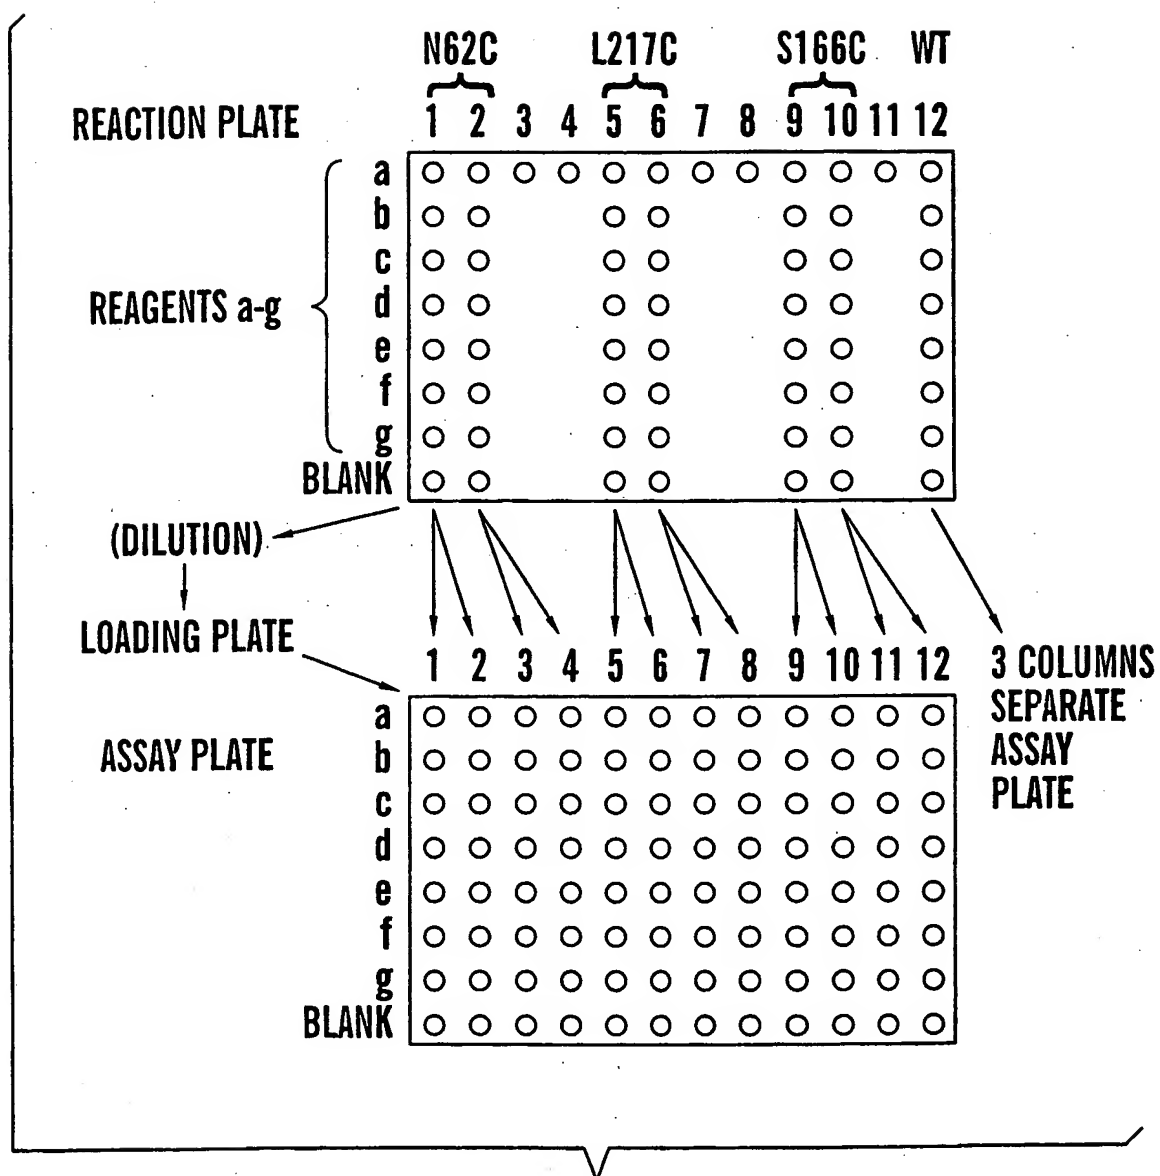 N62C L217C S166C WT
REACTION PLATE 1 2 3 4 5 6 7 8 9 10 11 12
a
b
c
REAGENTS a-g d
e
f
g
BLANK
(DILUTION)
LOADING PLATE
1 2 3 4 5 6 7 8 9 10 11 12 3 COLUMNS
a SEPARATE
ASSAY PLATE b ASSAY
c PLATE
d
e
f
g
BLANK